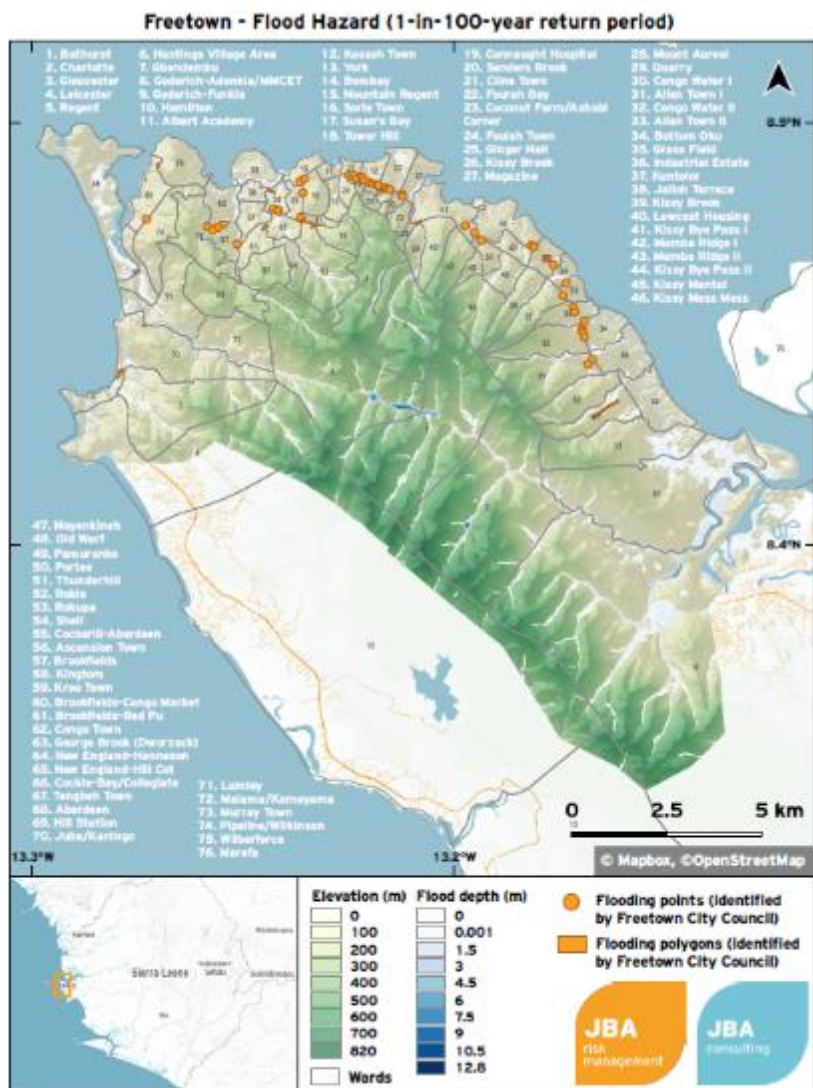 Freetown - Flood Hazard (1-in-100-year return period)
1. Bathurst
2. Charlotte
3. Gloucester
4. Leicester
5. Regent
6. Hastings Village Area
7. Gbendembu
8. Goderich-Adonkia/MMCET
9. Goderich-Funkia
10. Hamilton
11. Albert Academy
12. Kossoh Town
13. York
14. Bombay
15. Mountain Regent
16. Sorie Town
17. Susan's Bay
18. Tower Hill
19. Connaught Hospital
20. Sanders Brook
21. Cline Town
22. Fourah Bay
23. Coconut Farm/Ashobi
Corner
24. Foulah Town
25. Ginger Hall
26. Kissy Brook
27. Magazine
28. Mount Aureol
29. Quarry
30. Congo Water I
31. Allen Town I
32. Congo Water II
33. Allen Town II
34. Bottom Oku
35. Grass Field
36. Industrial Estate
37. Kuntolor
38. Jalloh Terrace
39. Kissy Brook
40. Lowcost Housing
41. Kissy Bye Pass I
42. Mamba Ridge I
43. Mamba Ridge II
44. Kissy Bye Pass II
45. Kissy Mental
46. Kissy Mess Mess
8.5°N
8.4°N
47. Mayenkineh
48. Old Warf
49. Pamuronko
50. Portee
51. Thunderhill
52. Robis
53. Rokupa
54. Shell
55. Cockerill-Aberdeen
56. Ascension Town
57. Brookfields
58. Kingtom
59. Kroo Town
60. Brookfields-Congo Market
61. Brookfields-Red Pu
62. Congo Town
63. George Brook (Dworzack)
64. New England-Hannesson
65. New England-Hill Cot
66. Cockle-Bay/Collegiate
67. Tengbeh Town
68. Aberdeen
69. Hill Station
70. Juba/Kaningo
71. Lumley
72. Malama/Kamayama
73. Murray Town
74. Pipeline/Wilkinson
75. Wilberforce
76. Morefa
0 2.5 5 km
13.3°W
13.2°W
© Mapbox, ©OpenStreetMap
Sierra Leone
Elevation (m)
0
100
200
300
400
500
600
700
820
Wards
Flood depth (m)
0
0.001
1.5
3
4.5
6
7.5
9
10.5
12.8
Flooding points (identified
by Freetown City Council)
Flooding polygons (identified
by Freetown City Council)
JBA
risk
management
JBA
consulting